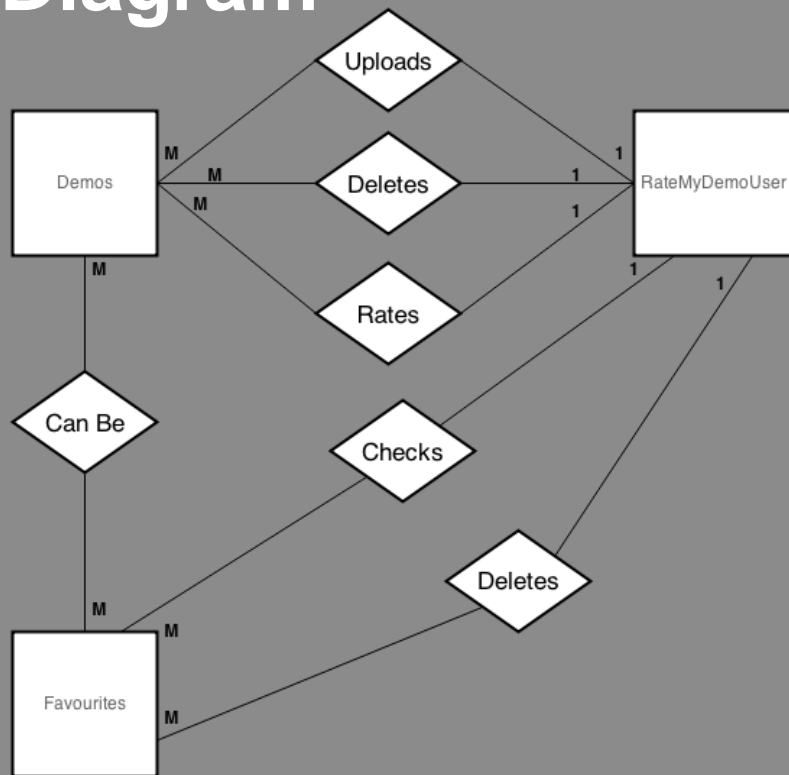 Diagram
Uploads
M
1
Demos
M
Deletes
1
RateMyDemoUser
M
1
M
1
1
Rates
Can Be
Checks
Deletes
M
M
Favourites
M